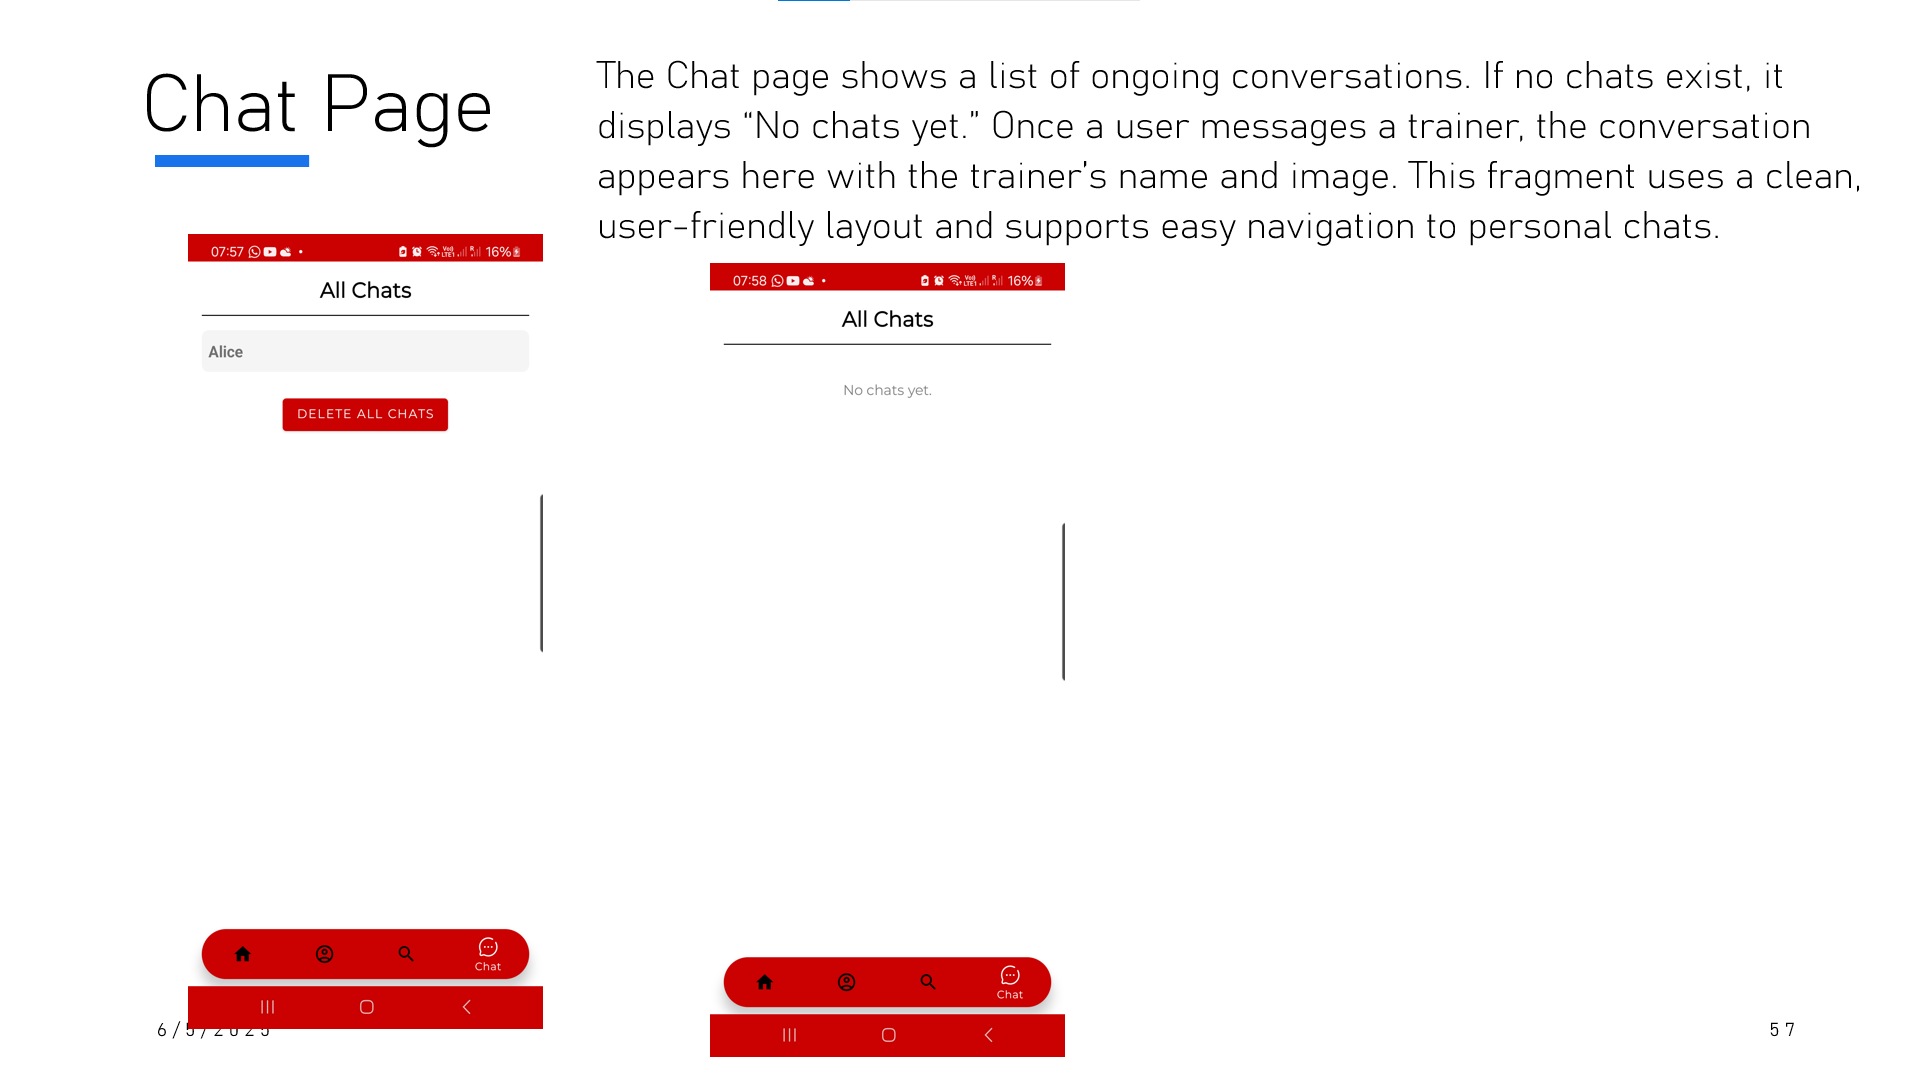 Chat Page
The Chat page shows a list of ongoing conversations. If no chats exist, it
displays “No chats yet.” Once a user messages a trainer, the conversation
appears here with the trainer’s name and image. This fragment uses a clean,
user-friendly layout and supports easy navigation to personal chats.
07:57 16%
All Chats
Alice
DELETE ALL CHATS
Chat
07:58 16%
All Chats
No chats yet.
Chat
6/5/2025
57